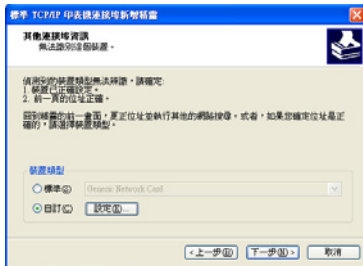 標準 TCP/IP 印表機連接埠新增精靈
其他連接埠資訊
無法識別這個裝置。
偵測到的裝置類型無法辨識，請確定:
1. 裝置已正確設定。
2. 前一頁的位址正確。
回到精靈的前一畫面，更正位址並執行其他的網路搜尋。或者，如果您確定位址是正
確的，請選擇裝置類型。
裝置類型
標準(S) Generic Network Card
自訂(C) 設定(E)...
<上一步(B) 下一步(N)> 取消